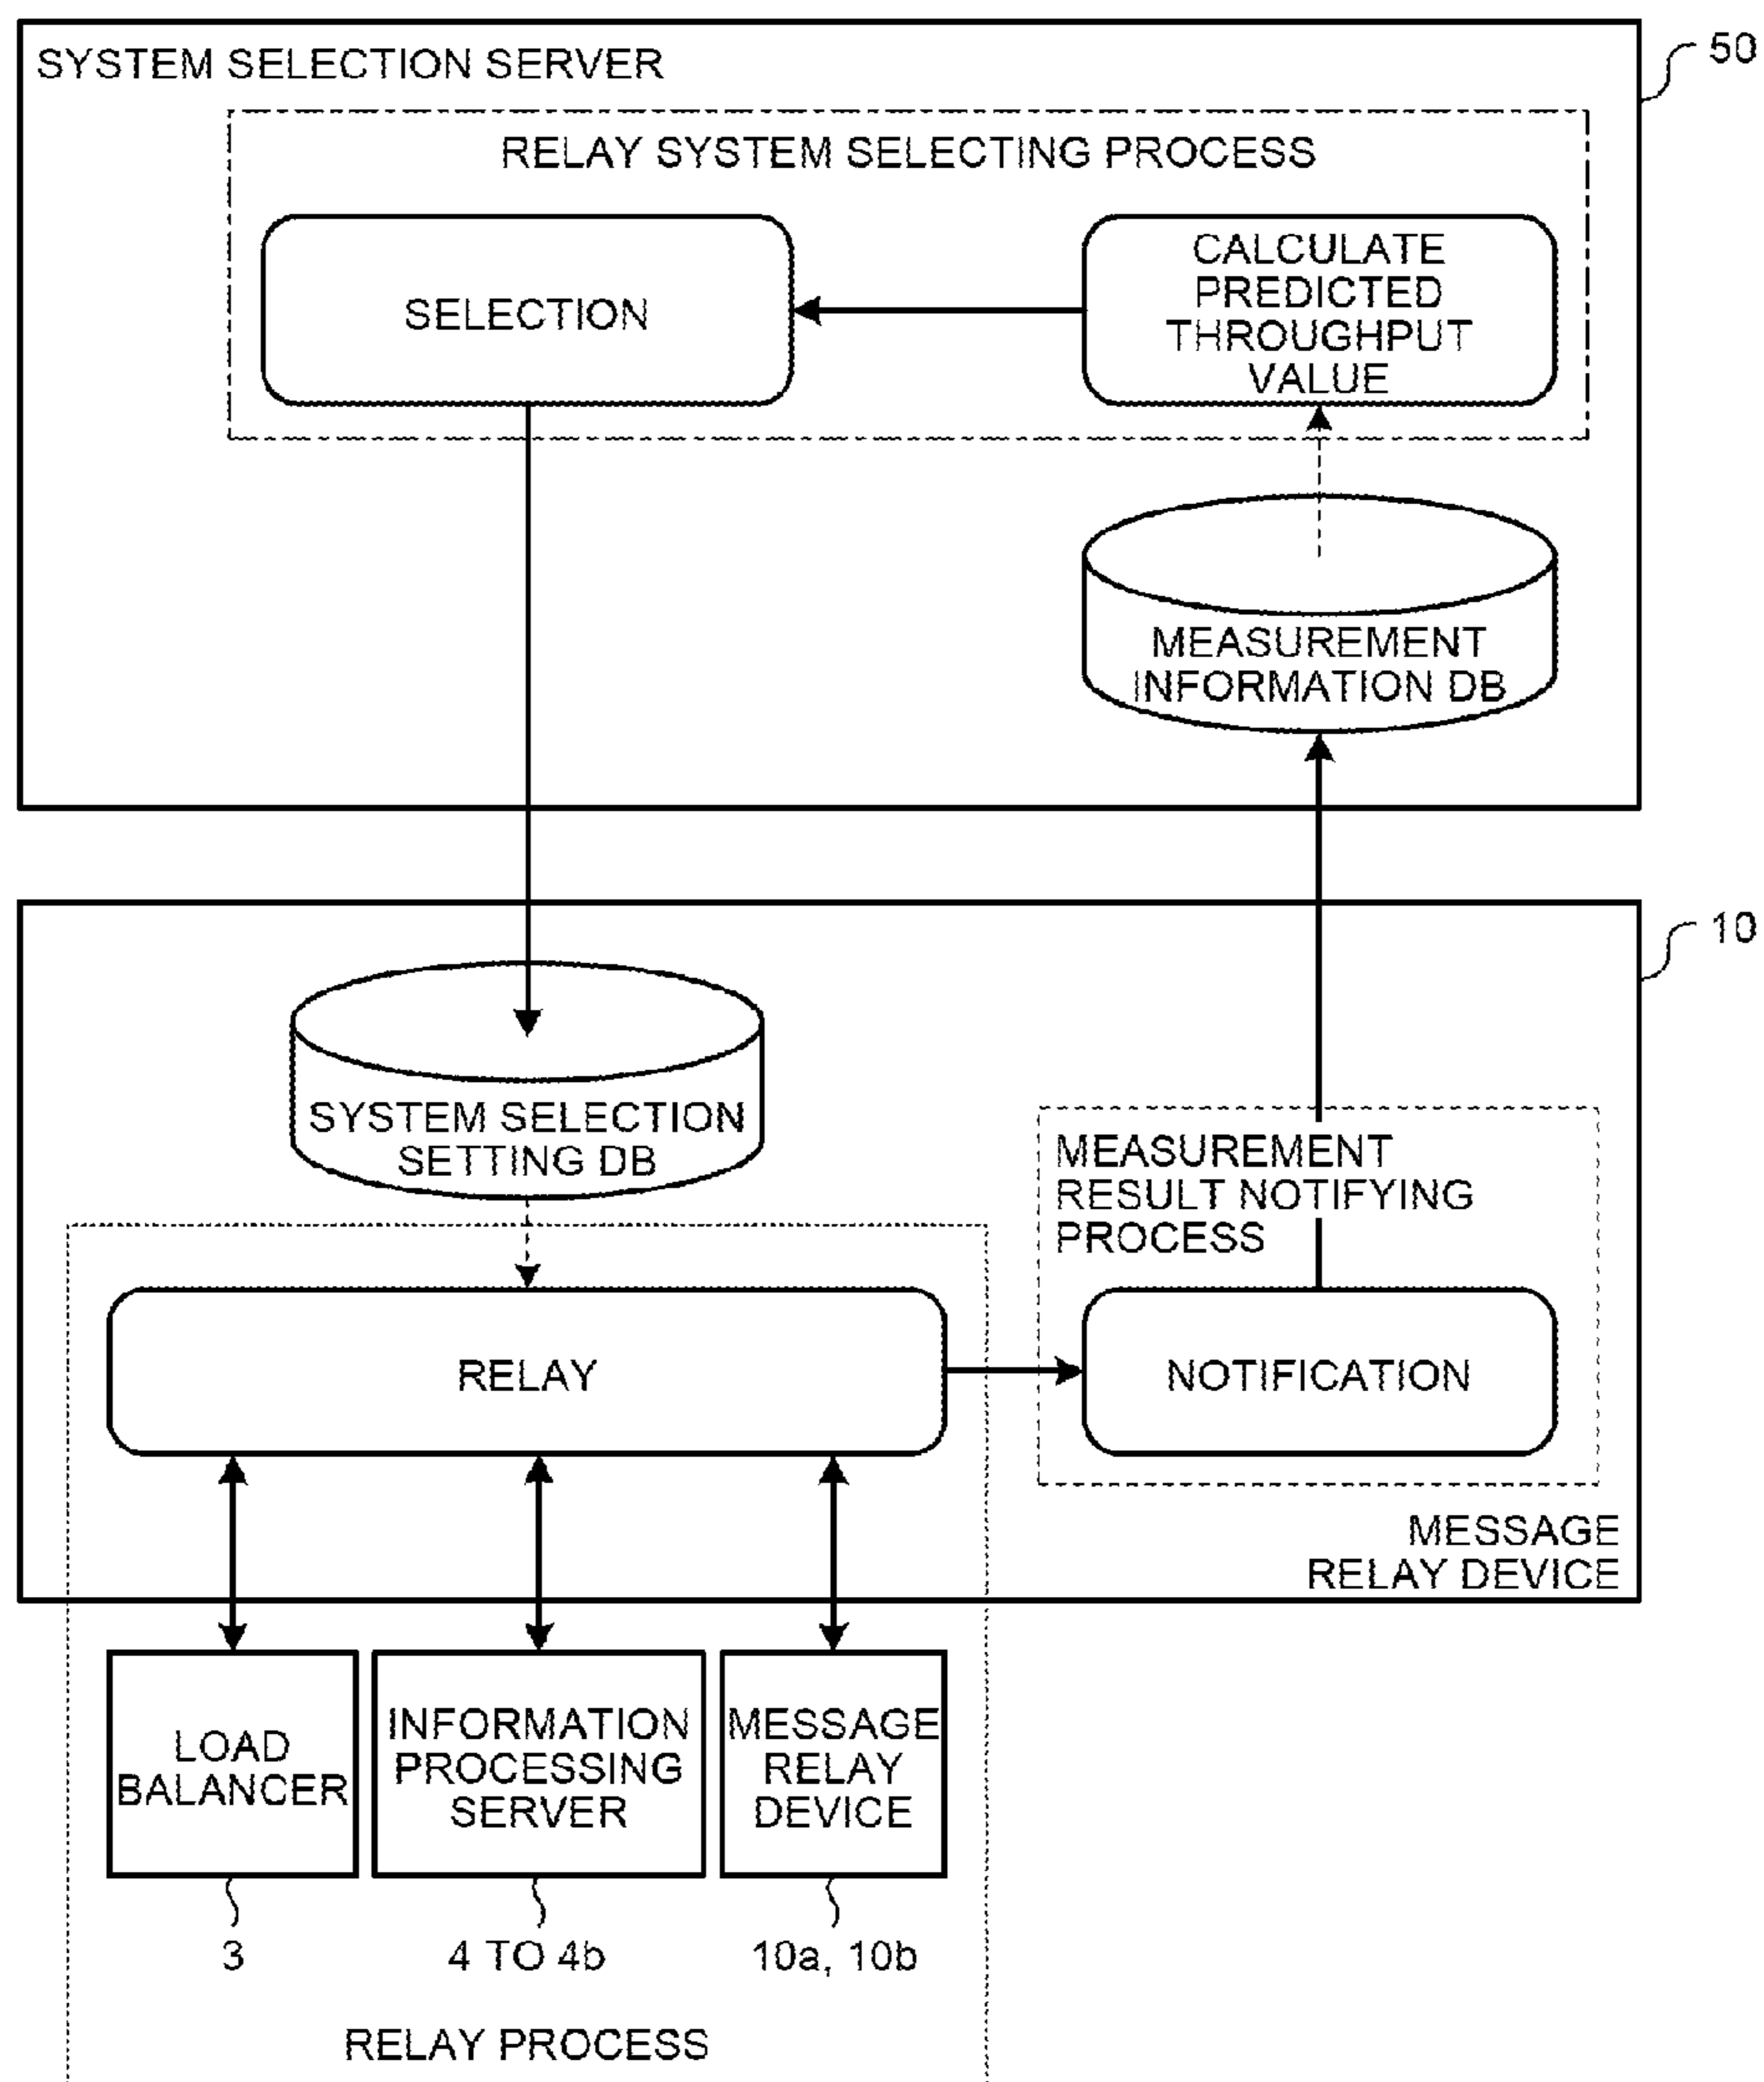 SYSTEM SELECTION SERVER
50
RELAY SYSTEM SELECTING PROCESS
SELECTION
CALCULATE
PREDICTED
THROUGHPUT
VALUE
MEASUREMENT
INFORMATION DB
10
SYSTEM SELECTION
SETTING DB
MEASUREMENT
RESULT NOTIFYING
PROCESS
RELAY
NOTIFICATION
MESSAGE
RELAY DEVICE
LOAD
BALANCER
INFORMATION
PROCESSING
SERVER
MESSAGE
RELAY
DEVICE
3
4 TO 4b
10a, 10b
RELAY PROCESS